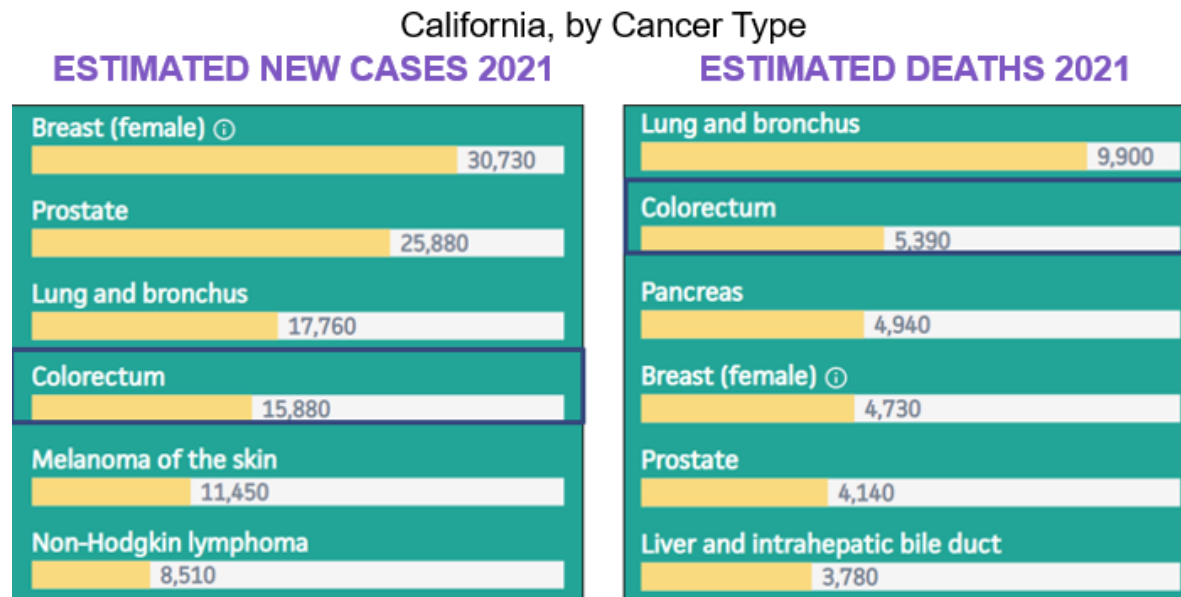 California, by Cancer Type
ESTIMATED NEW CASES 2021
Breast (female) ⓘ
30,730
Prostate
25,880
Lung and bronchus
17,760
Colorectum
15,880
Melanoma of the skin
11,450
Non-Hodgkin lymphoma
8,510
ESTIMATED DEATHS 2021
Lung and bronchus
9,900
Colorectum
5,390
Pancreas
4,940
Breast (female) ⓘ
4,730
Prostate
4,140
Liver and intrahepatic bile duct
3,780